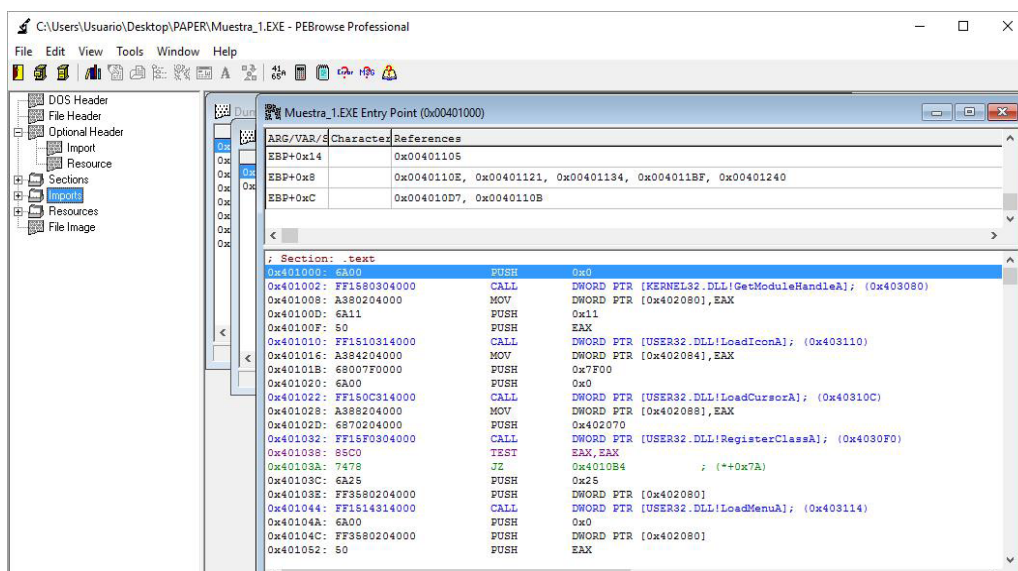 C:\Users\Usuario\Desktop\PAPER\Muestra_1.EXE - PEBrowse Professional
File Edit View Tools Window Help
DOS Header
File Header
Optional Header
Import
Resource
Sections
Imports
Resources
File Image
Muestra_1.EXE Entry Point (0x00401000)
ARG/VAR/S Character References
EBP+0x14 0x00401105
EBP+0x8 0x0040110E, 0x00401121, 0x00401134, 0x004011BF, 0x00401240
EBP+0xC 0x004010D7, 0x0040110B
; Section: .text
0x401000: 6A00 PUSH 0x0
0x401002: FF1580304000 CALL DWORD PTR [KERNEL32.DLL!GetModuleHandleA]; (0x403080)
0x401008: A380204000 MOV DWORD PTR [0x402080],EAX
0x40100D: 6A11 PUSH 0x11
0x40100F: 50 PUSH EAX
0x401010: FF1510314000 CALL DWORD PTR [USER32.DLL!LoadIconA]; (0x403110)
0x401016: A384204000 MOV DWORD PTR [0x402084],EAX
0x40101B: 68007F0000 PUSH 0x7F00
0x401020: 6A00 PUSH 0x0
0x401022: FF150C314000 CALL DWORD PTR [USER32.DLL!LoadCursorA]; (0x40310C)
0x401028: A388204000 MOV DWORD PTR [0x402088],EAX
0x40102D: 6870204000 PUSH 0x402070
0x401032: FF15F0304000 CALL DWORD PTR [USER32.DLL!RegisterClassA]; (0x4030F0)
0x401038: 85C0 TEST EAX,EAX
0x40103A: 7478 JZ 0x4010B4 ; (*+0x7A)
0x40103C: 6A25 PUSH 0x25
0x40103E: FF3580204000 PUSH DWORD PTR [0x402080]
0x401044: FF1514314000 CALL DWORD PTR [USER32.DLL!LoadMenuA]; (0x403114)
0x40104A: 6A00 PUSH 0x0
0x40104C: FF3580204000 PUSH DWORD PTR [0x402080]
0x401052: 50 PUSH EAX